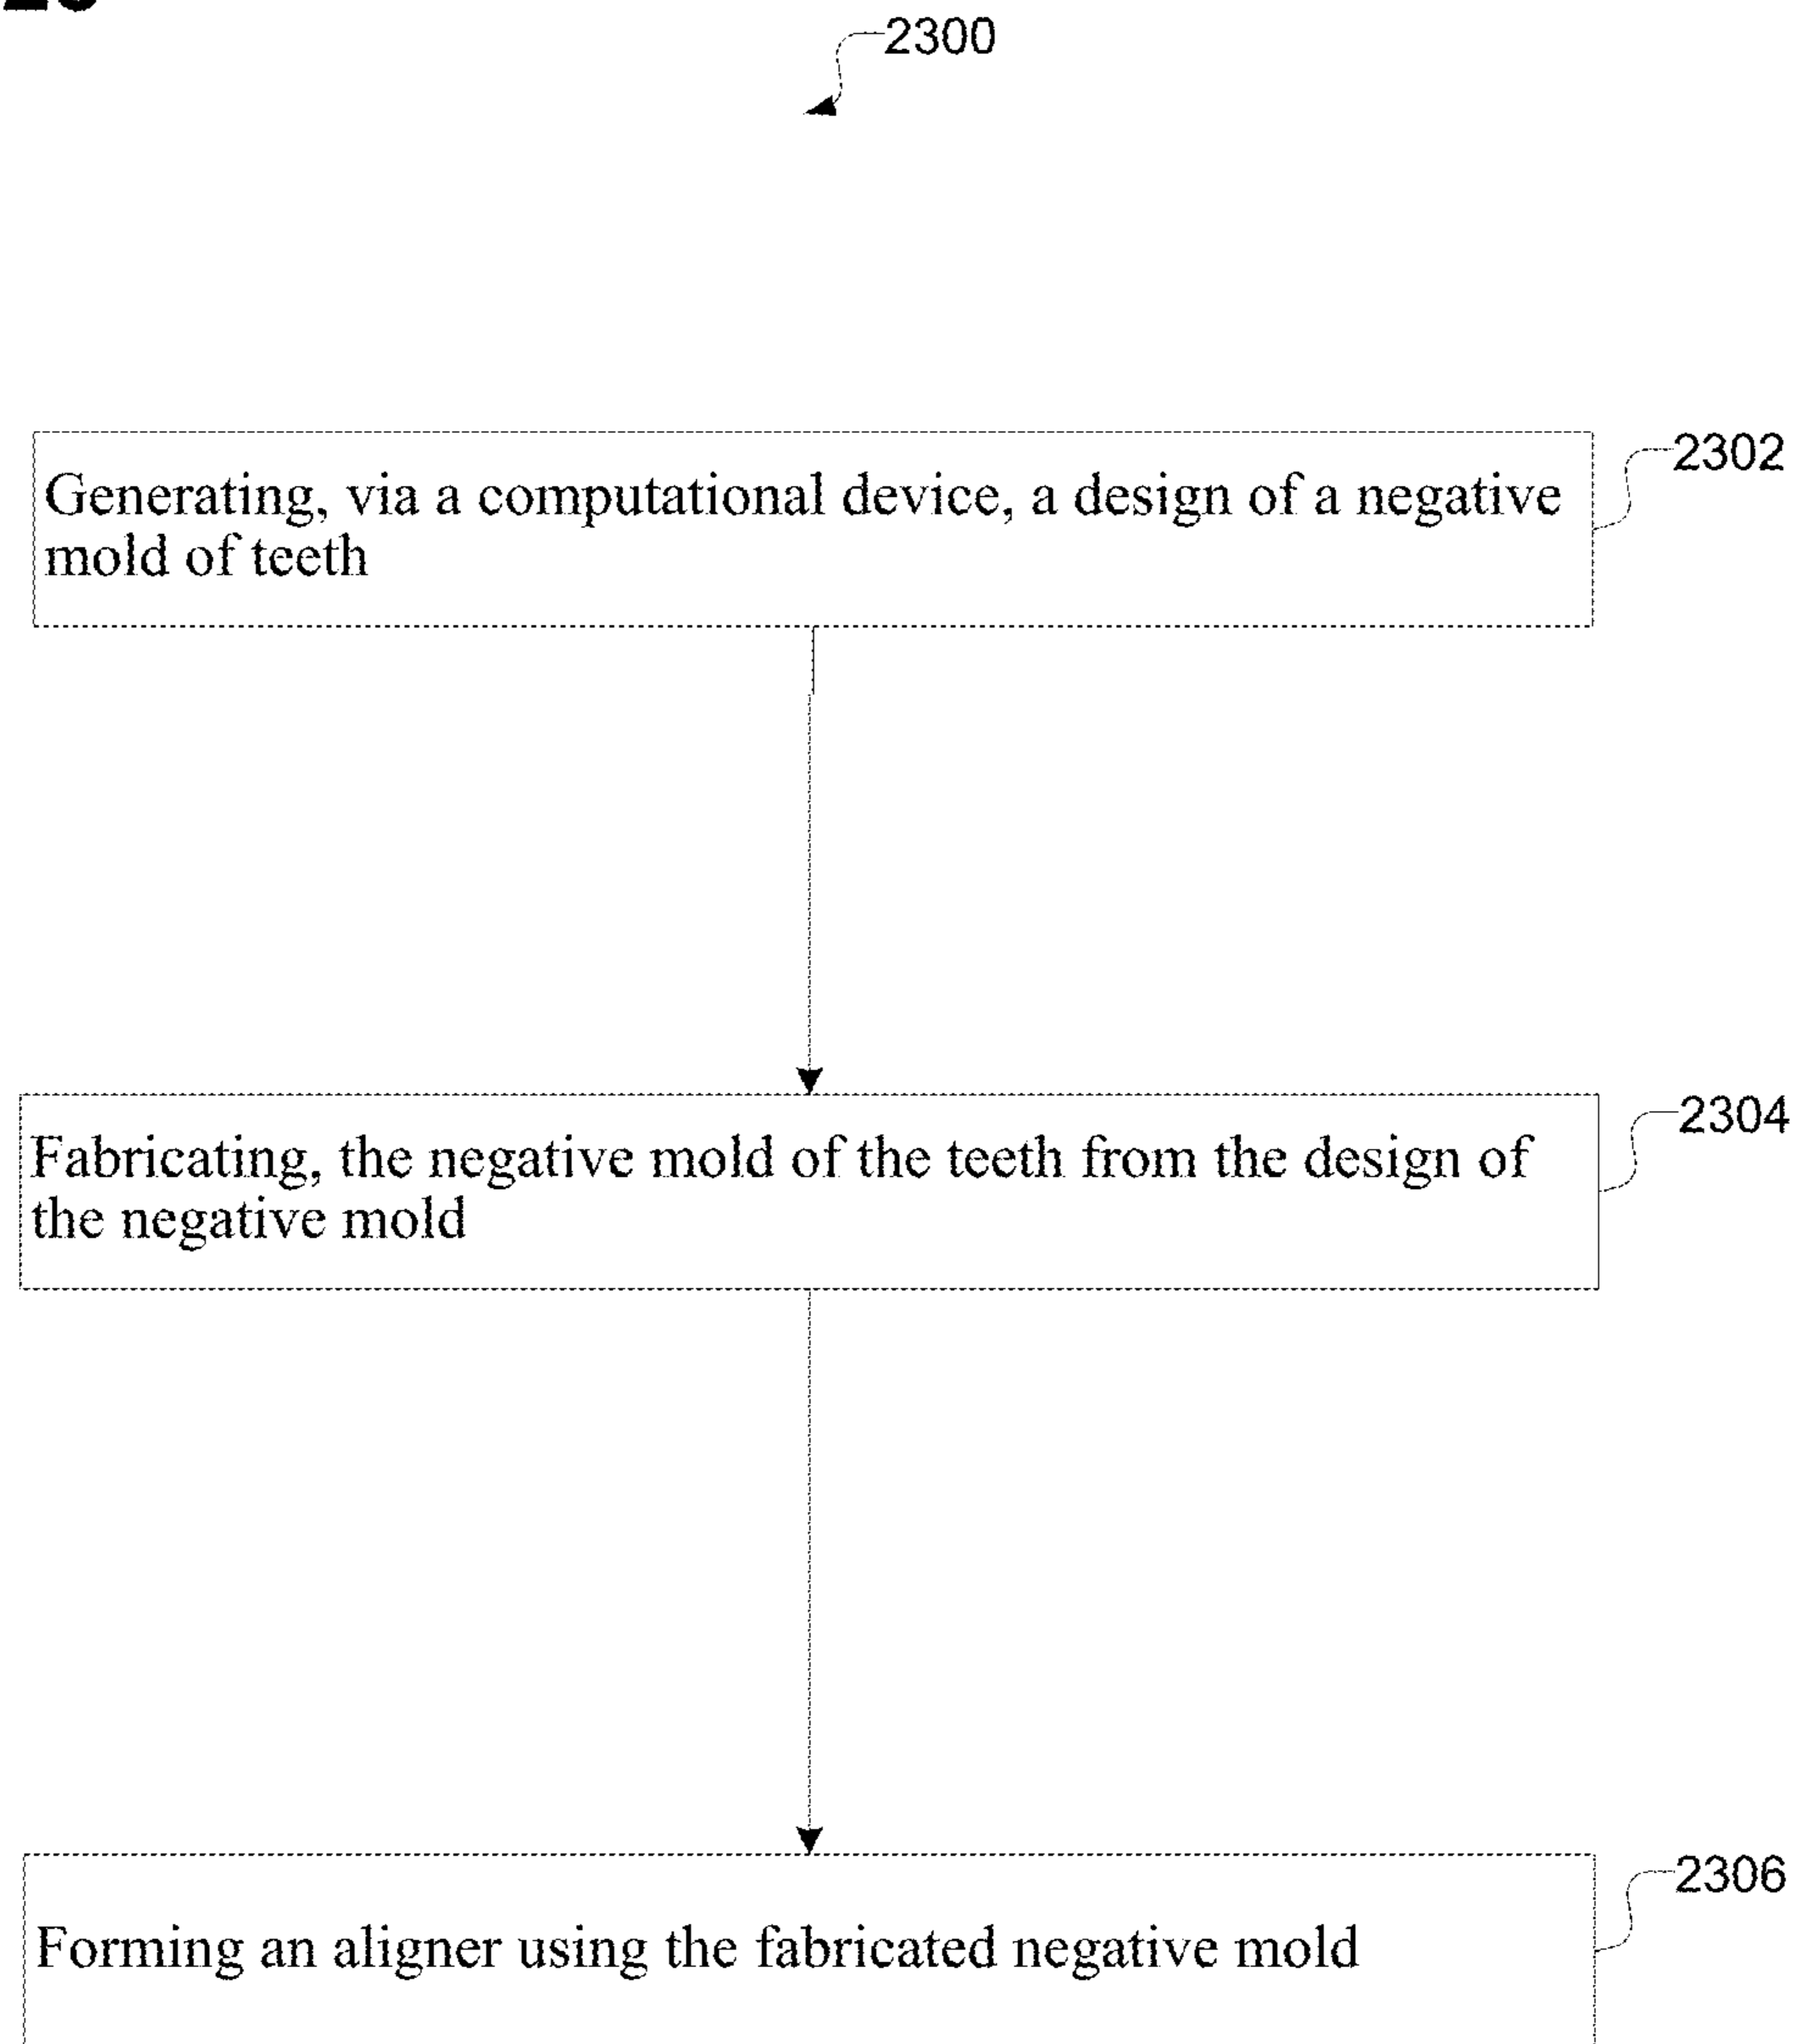 2300
Generating, via a computational device, a design of a negative
mold of teeth
2302
Fabricating, the negative mold of the teeth from the design of
the negative mold
2304
Forming an aligner using the fabricated negative mold
2306